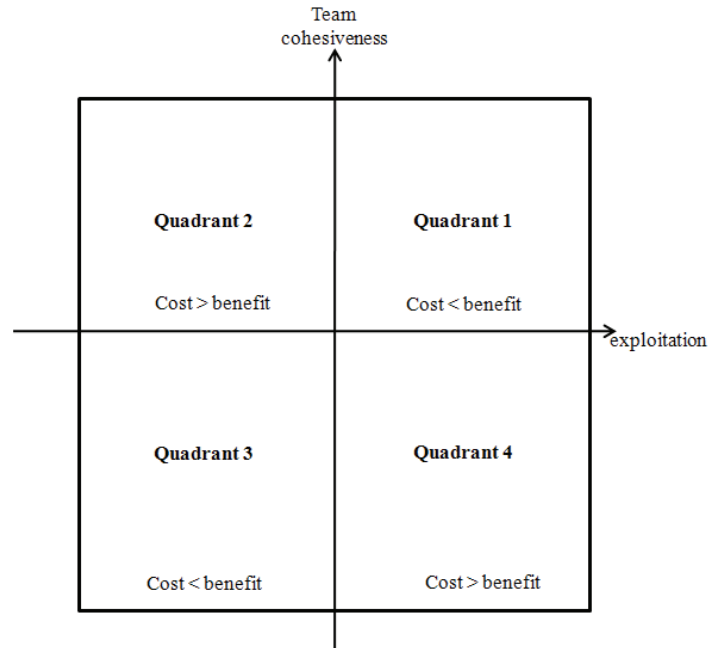 Team
cohesiveness
Quadrant 2
Quadrant 1
Cost > benefit
Cost < benefit
exploitation
Quadrant 3
Quadrant 4
Cost < benefit
Cost > benefit